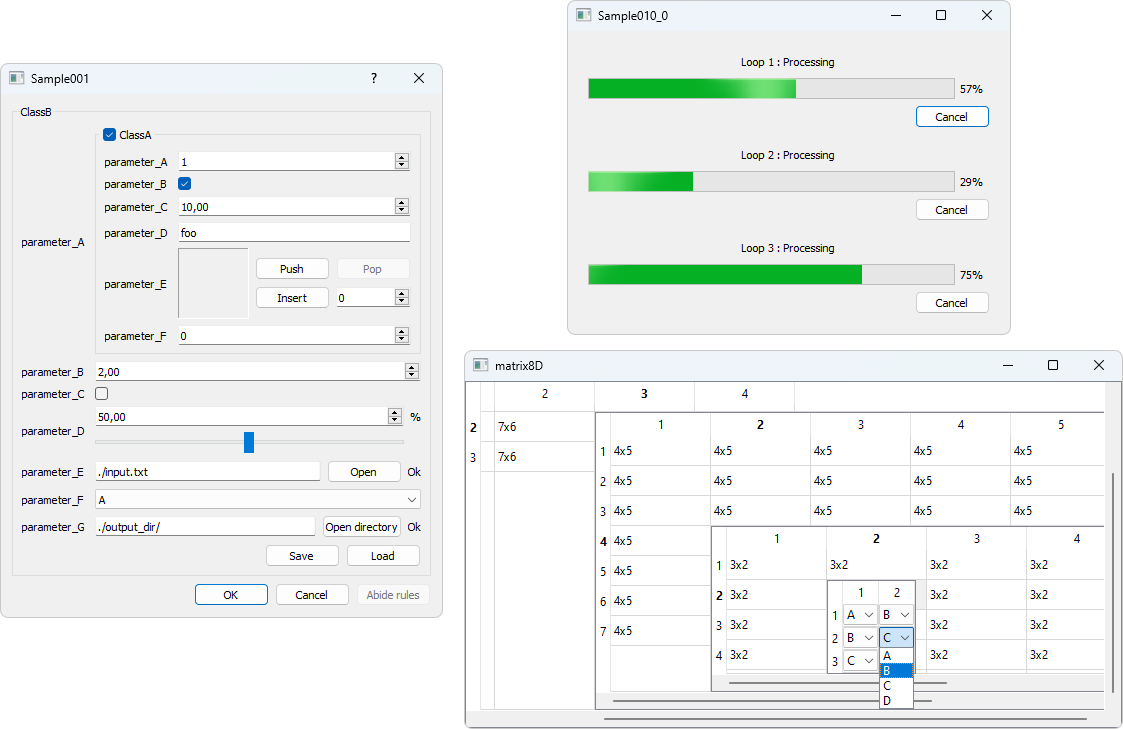 Sample001 ?
ClassB
ClassA
parameter_A 1
parameter_B
parameter_C 10,00
parameter_D foo
parameter_A
parameter_E Push Pop
Insert 0
parameter_F 0
parameter_B 2,00
parameter_C
50,00 %
parameter_D
parameter_E ./input.txt Open Ok
parameter_F A
parameter_G ./output_dir/ Open directory Ok
Save Load
OK Cancel Abide rules
Sample010_0
Loop 1 : Processing
57%
Cancel
Loop 2 : Processing
29%
Cancel
Loop 3 : Processing
75%
Cancel
matrix8D
2 3 4
2 7x6
3 7x6
1 2 3 4 5
1 4x5 4x5 4x5 4x5 4x5
2 4x5 4x5 4x5 4x5 4x5
3 4x5 4x5 4x5 4x5 4x5
4 4x5
5 4x5
6 4x5
7 4x5
1 2 3 4
1 3x2 3x2 3x2 3x2
2 3x2 3x2 3x2
3 3x2 3x2 3x2
4 3x2 3x2 3x2
1 2
1 A B
2 B C
3 C
A
B
C
D